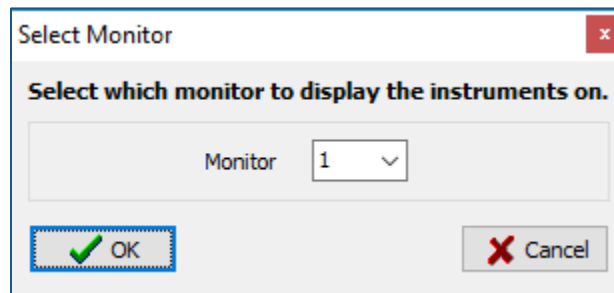 Select Monitor
x
Select which monitor to display the instruments on.
Monitor 1
OK Cancel